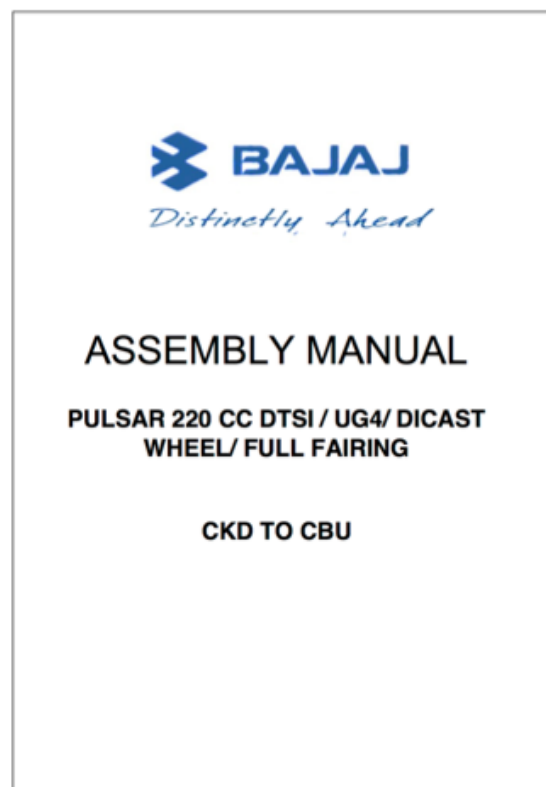 BAJAJ
Distinctly Ahead
ASSEMBLY MANUAL
PULSAR 220 CC DTSI / UG4/ DICAST
WHEEL/ FULL FAIRING
CKD TO CBU